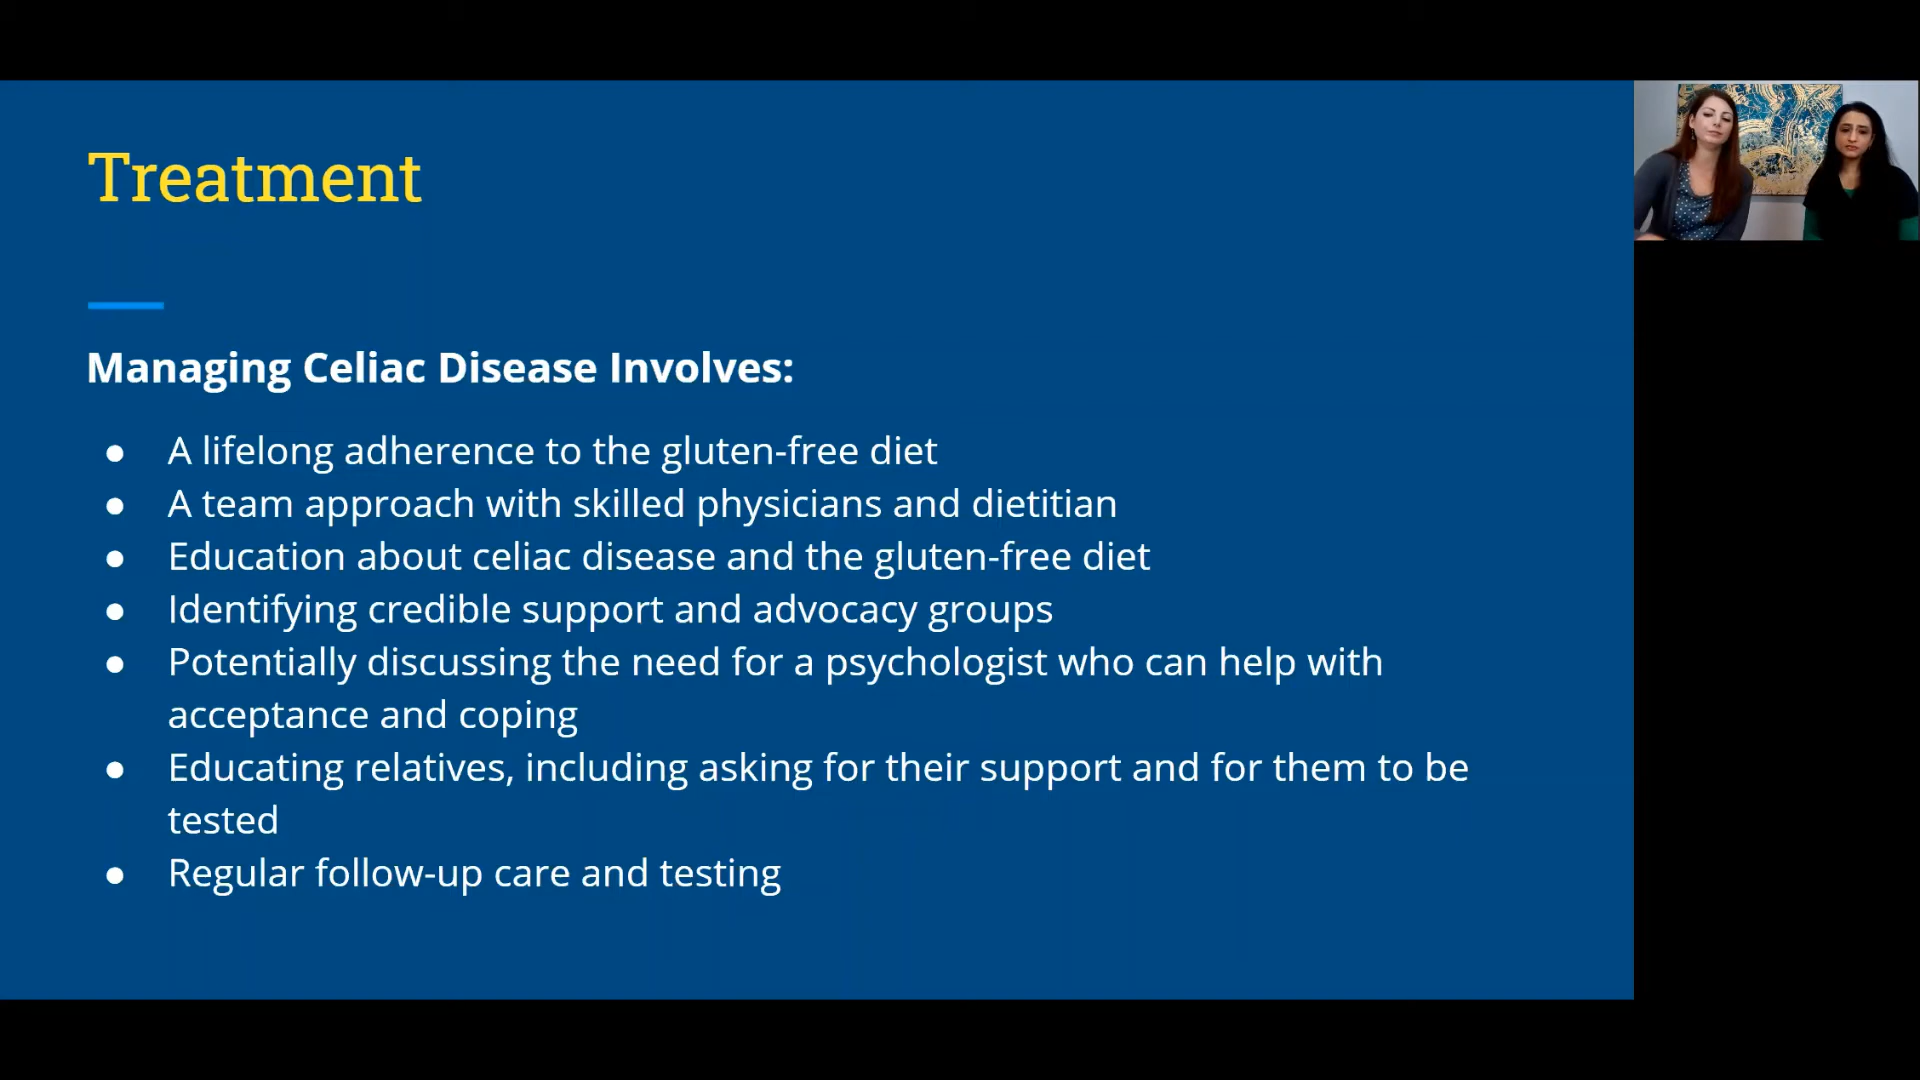 Treatment
Managing Celiac Disease Involves:
● A lifelong adherence to the gluten-free diet
● A team approach with skilled physicians and dietitian
● Education about celiac disease and the gluten-free diet
● Identifying credible support and advocacy groups
● Potentially discussing the need for a psychologist who can help with
acceptance and coping
● Educating relatives, including asking for their support and for them to be
tested
● Regular follow-up care and testing